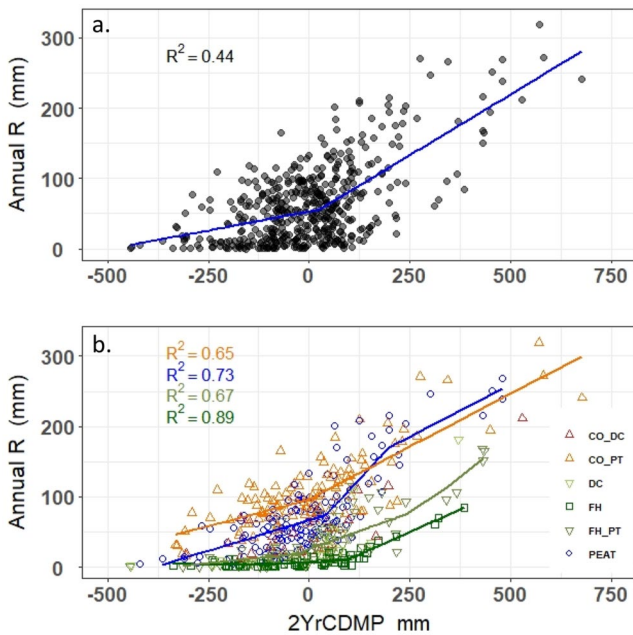 a.
R² = 0.44
Annual R (mm)
300
200
100
0
-500
-250
0
250
500
750
b.
R² = 0.65
R² = 0.73
R² = 0.67
R² = 0.89
Annual R (mm)
300
200
100
0
CO_DC
CO_PT
DC
FH
FH_PT
PEAT
-500
-250
0
250
500
750
2YrCDMP mm